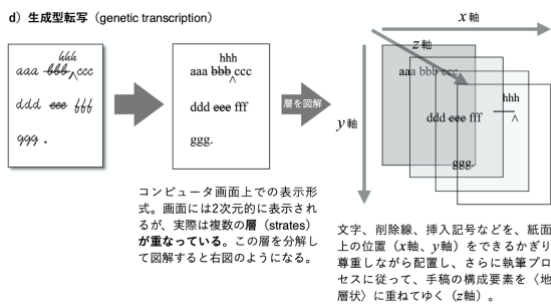 d）生成型転写（genetic transcription）
hhh
aaa bbb ccc
ddd eee fff
ggg .
hhh
aaa bbb ccc
ddd eee fff
ggg.
層を図解
x 軸
z 軸
y 軸
aaa bbb ccc
hhh
ddd eee fff
ggg.
コンピュータ画面上での表示形
式。画面には2次元的に表示され
るが、実際は複数の層（strates）
が重なっている。この層を分解し
て図解すると右図のようになる。
文字、削除線、挿入記号などを、紙面
上の位置（x軸、y軸）をできるかぎり
尊重しながら配置し、さらに執筆プロ
セスに従って、手稿の構成要素を〈地
層状〉に重ねてゆく（z軸）。